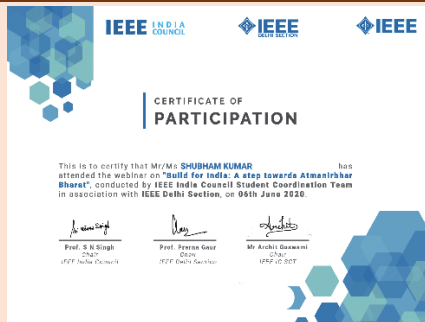 IEEE INDIA COUNCIL
IEEE DELHI SECTION
IEEE
CERTIFICATE OF
PARTICIPATION
This is to certify that Mr/Ms SHUBHAM KUMAR has
attended the webinar on "Build for India: A step towards Atmanirbhar
Bharat", conducted by IEEE India Council Student Coordination Team
in association with IEEE Delhi Section, on 06th June 2020.
Prof. S N Singh
Chair
IEEE India Council
Prof. Prerna Gaur
Chair
IEEE Delhi Section
Mr Archit Goswami
Chair
IEEE IC SCT